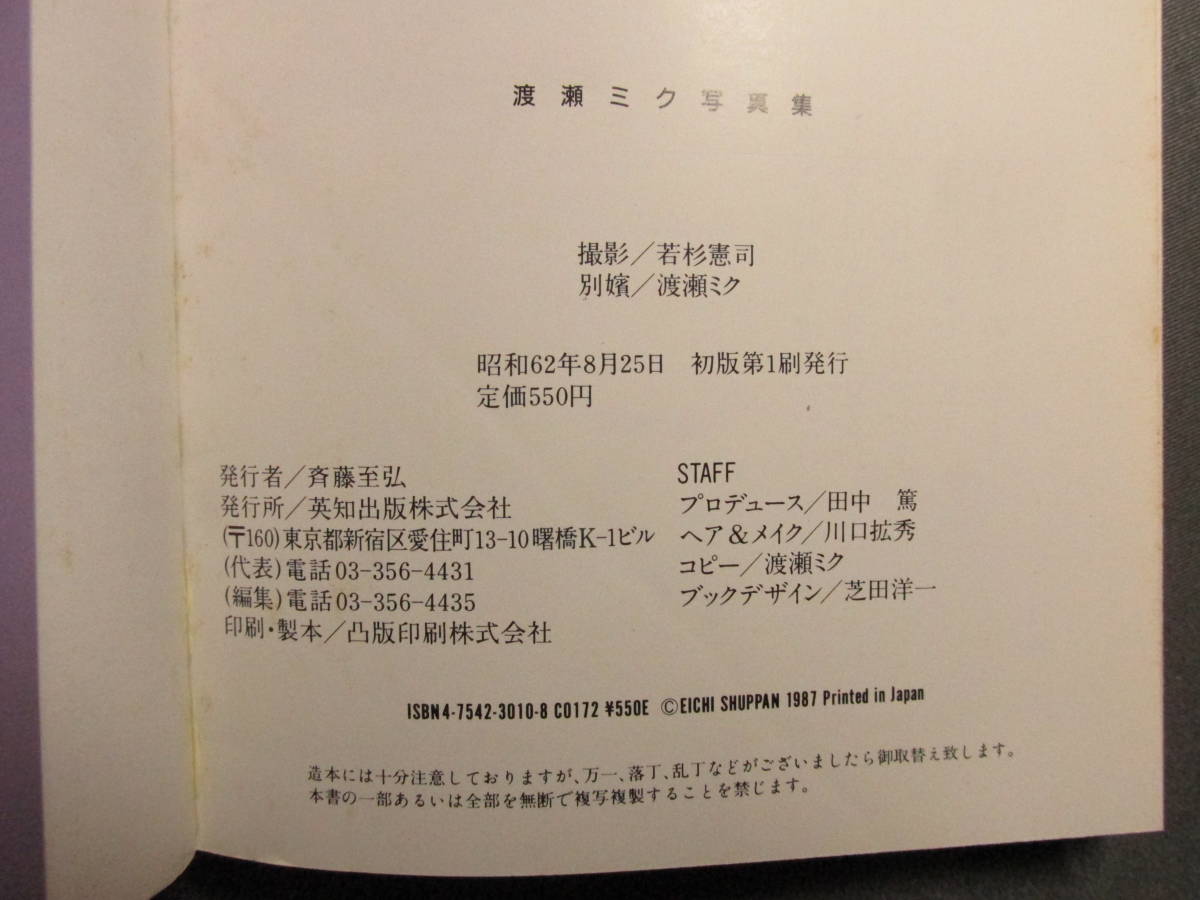 渡瀬ミク写真集
撮影／若杉憲司
別嬪／渡瀬ミク
昭和62年8月25日　初版第1刷発行
定価550円
発行者／斉藤至弘
発行所／英知出版株式会社
(〒160)東京都新宿区愛住町13-10曙橋K-1ビル
(代表)電話03-356-4431
(編集)電話03-356-4435
印刷・製本／凸版印刷株式会社
STAFF
プロデュース／田中　篤
ヘア&メイク／川口拡秀
コピー／渡瀬ミク
ブックデザイン／芝田洋一
ISBN4-7542-3010-8 C0172 ¥550E ©EICHI SHUPPAN 1987 Printed in Japan
造本には十分注意しておりますが、万一、落丁、乱丁などがございましたら御取替え致します。
本書の一部あるいは全部を無断で複写複製することを禁じます。